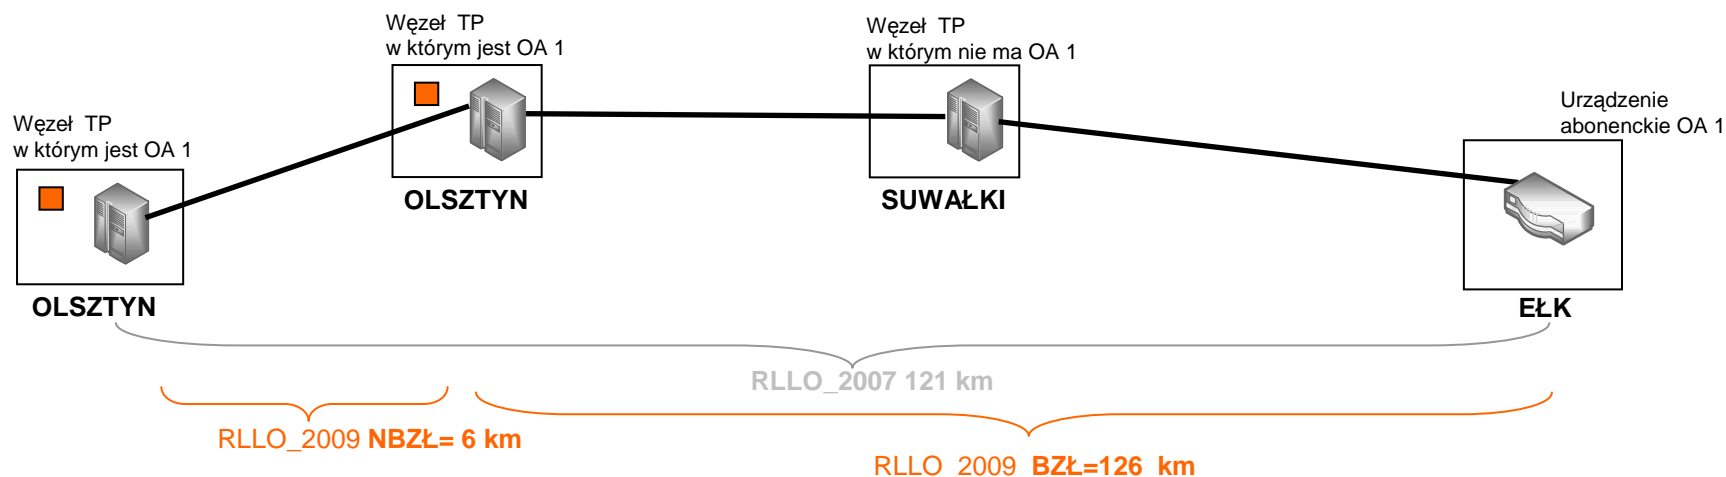 Węzeł TP
w którym jest OA 1
OLSZTYN
Węzeł TP
w którym jest OA 1
OLSZTYN
Węzeł TP
w którym nie ma OA 1
SUWAŁKI
Urządzenie
abonenckie OA 1
EŁK
RLLO_2007 121 km
RLLO_2009 NBZŁ= 6 km
RLLO 2009 BZŁ=126 km